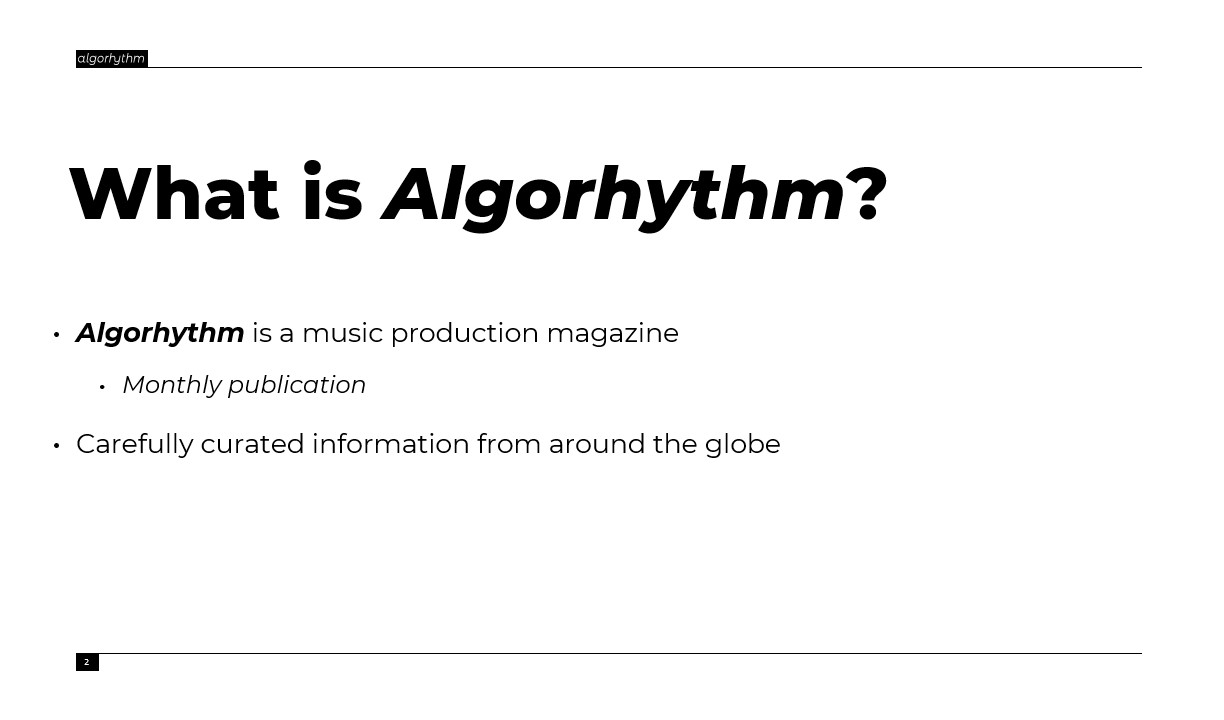 algorhythm
What is Algorhythm?
• Algorhythm is a music production magazine
• Monthly publication
• Carefully curated information from around the globe
2